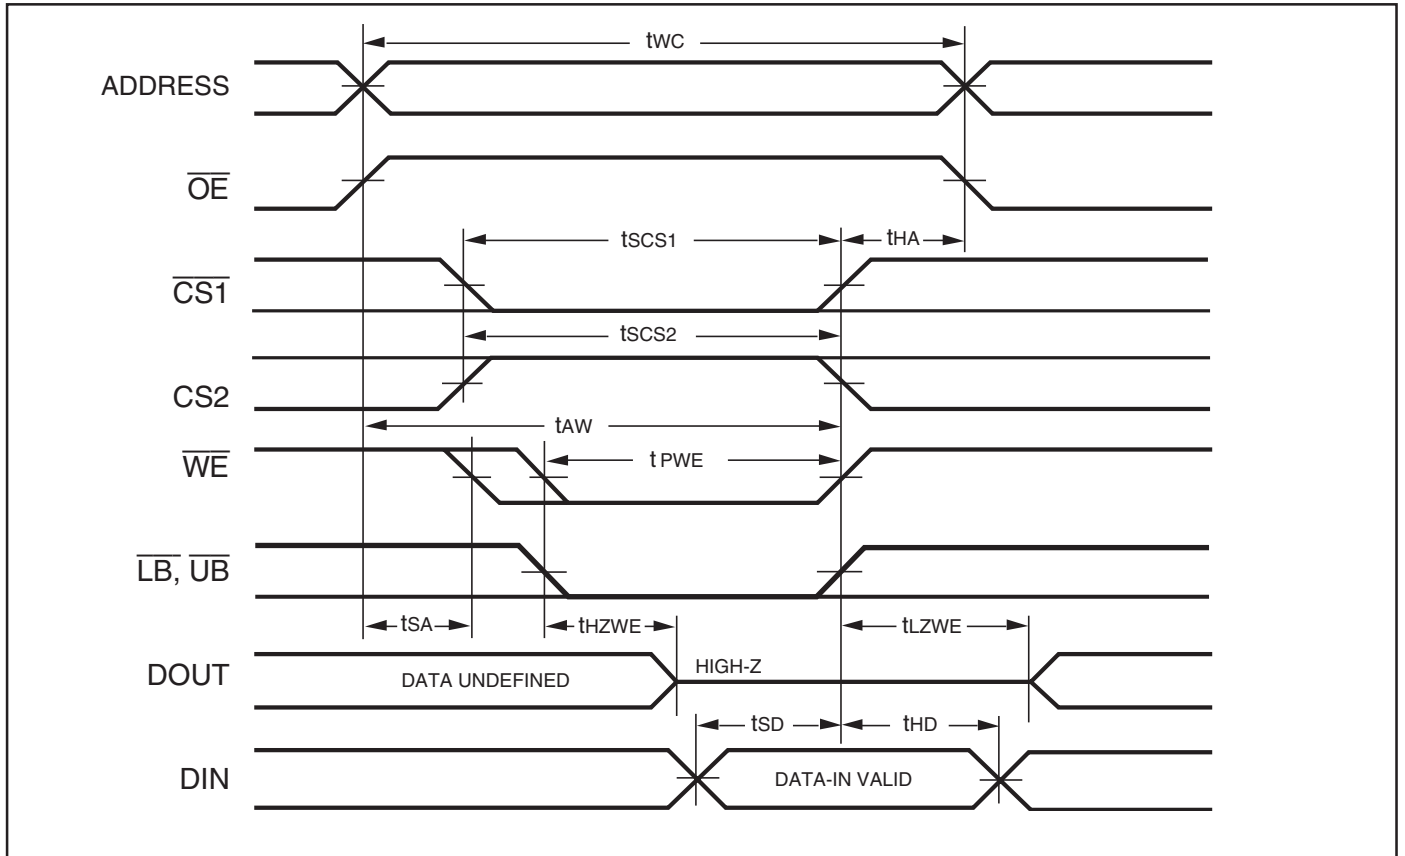 tWC
ADDRESS
OE
tSCS1
tHA
CS1
tSCS2
CS2
tAW
WE
t PWE
LB, UB
tSA
tHZWE
tLZWE
DOUT
DATA UNDEFINED
HIGH-Z
tSD
tHD
DIN
DATA-IN VALID